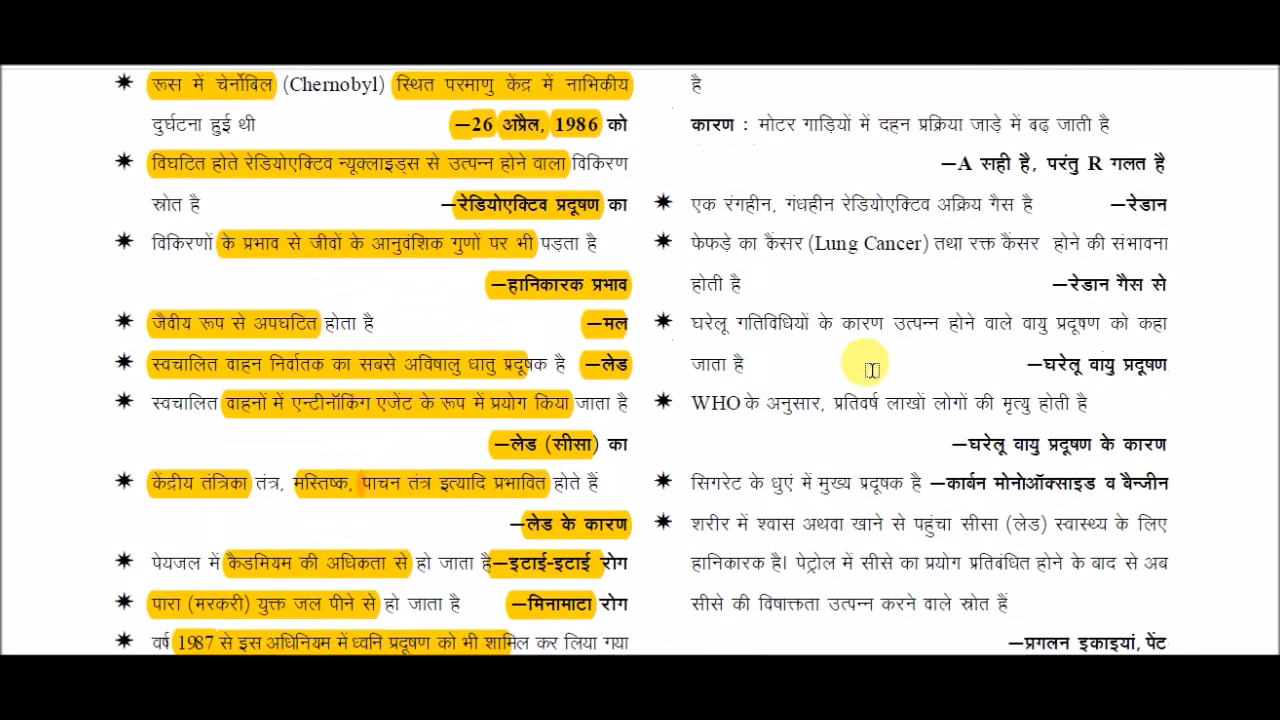 ✷ रूस में चेर्नोबिल (Chernobyl) स्थित परमाणु केंद्र में नाभिकीय
दुर्घटना हुई थी –26 अप्रैल, 1986 को
✷ विघटित होते रेडियोएक्टिव न्यूक्लाइड्स से उत्पन्न होने वाला विकिरण
स्रोत है –रेडियोएक्टिव प्रदूषण का
✷ विकिरणों के प्रभाव से जीवों के आनुवंशिक गुणों पर भी पड़ता है
–हानिकारक प्रभाव
✷ जैवीय रूप से अपघटित होता है –मल
✷ स्वचालित वाहन निर्वातक का सबसे अविषालु धातु प्रदूषक है –लेड
✷ स्वचालित वाहनों में एन्टीनॉकिंग एजेंट के रूप में प्रयोग किया जाता है
–लेड (सीसा) का
✷ केंद्रीय तंत्रिका तंत्र, मस्तिष्क, पाचन तंत्र इत्यादि प्रभावित होते हैं
–लेड के कारण
✷ पेयजल में कैडमियम की अधिकता से हो जाता है–इटाई-इटाई रोग
✷ पारा (मरकरी) युक्त जल पीने से हो जाता है –मिनामाटा रोग
✷ वर्ष 1987 से इस अधिनियम में ध्वनि प्रदूषण को भी शामिल कर लिया गया
है
कारण : मोटर गाड़ियों में दहन प्रक्रिया जाड़े में बढ़ जाती है
–A सही है, परंतु R गलत है
✷ एक रंगहीन, गंधहीन रेडियोएक्टिव अक्रिय गैस है –रेडान
✷ फेफड़े का कैंसर (Lung Cancer) तथा रक्त कैंसर होने की संभावना
होती है –रेडान गैस से
✷ घरेलू गतिविधियों के कारण उत्पन्न होने वाले वायु प्रदूषण को कहा
जाता है –घरेलू वायु प्रदूषण
✷ WHO के अनुसार, प्रतिवर्ष लाखों लोगों की मृत्यु होती है
–घरेलू वायु प्रदूषण के कारण
✷ सिगरेट के धुएं में मुख्य प्रदूषक है –कार्बन मोनोऑक्साइड व बैन्जीन
✷ शरीर में श्वास अथवा खाने से पहुंचा सीसा (लेड) स्वास्थ्य के लिए
हानिकारक है। पेट्रोल में सीसे का प्रयोग प्रतिबंधित होने के बाद से अब
सीसे की विषाक्तता उत्पन्न करने वाले स्रोत हैं
–प्रगलन इकाइयां, पेंट